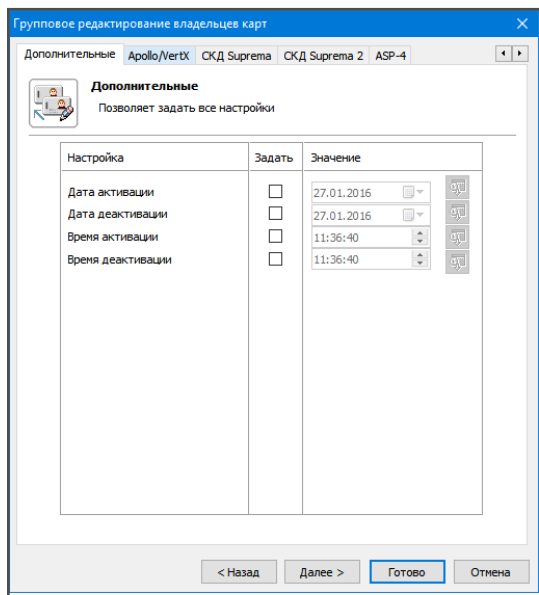 Групповое редактирование владельцев карт
Дополнительные Apollo/VertX СКД Suprema СКД Suprema 2 ASP-4
Дополнительные
Позволяет задать все настройки
Настройка Задать Значение
Дата активации 27.01.2016
Дата деактивации 27.01.2016
Время активации 11:36:40
Время деактивации 11:36:40
< Назад Далее > Готово Отмена